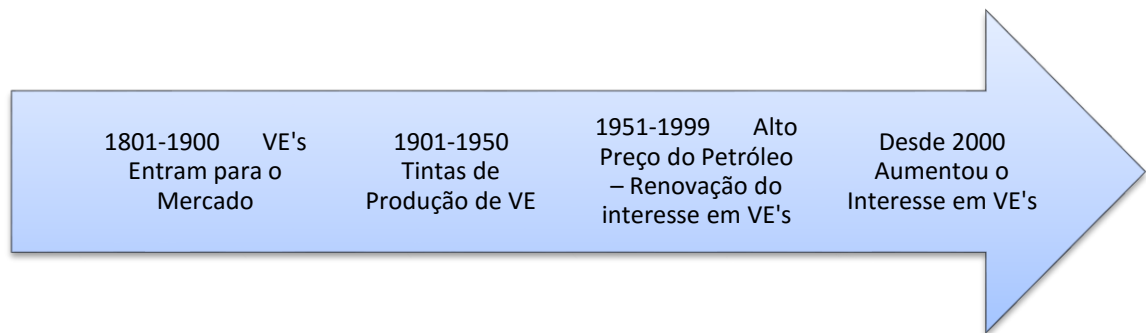 1801-1900 VE's
Entram para o
Mercado
1901-1950
Tintas de
Produção de VE
1951-1999 Alto
Preço do Petróleo
– Renovação do
interesse em VE's
Desde 2000
Aumentou o
Interesse em VE's